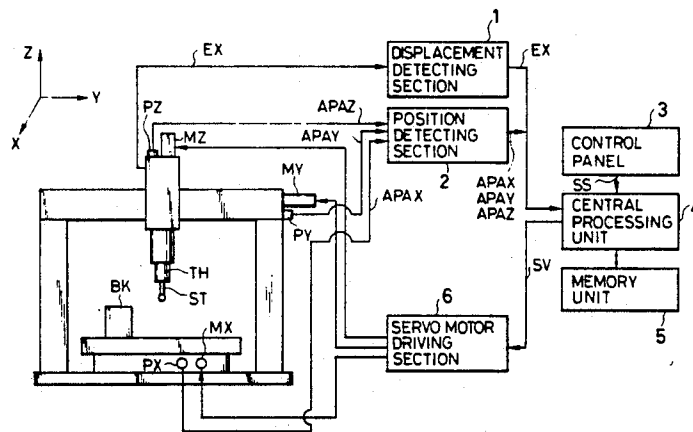 1
EX
DISPLACEMENT
DETECTING
SECTION
EX
Z
Y
X
PZ
MZ
APAZ
APAY
POSITION
DETECTING
SECTION
2
APAX
APAX
APAY
APAZ
3
CONTROL
PANEL
SS
CENTRAL
PROCESSING
UNIT
4
MEMORY
UNIT
5
MY
PY
TH
ST
BK
MX
PX
SV
6
SERVO MOTOR
DRIVING
SECTION